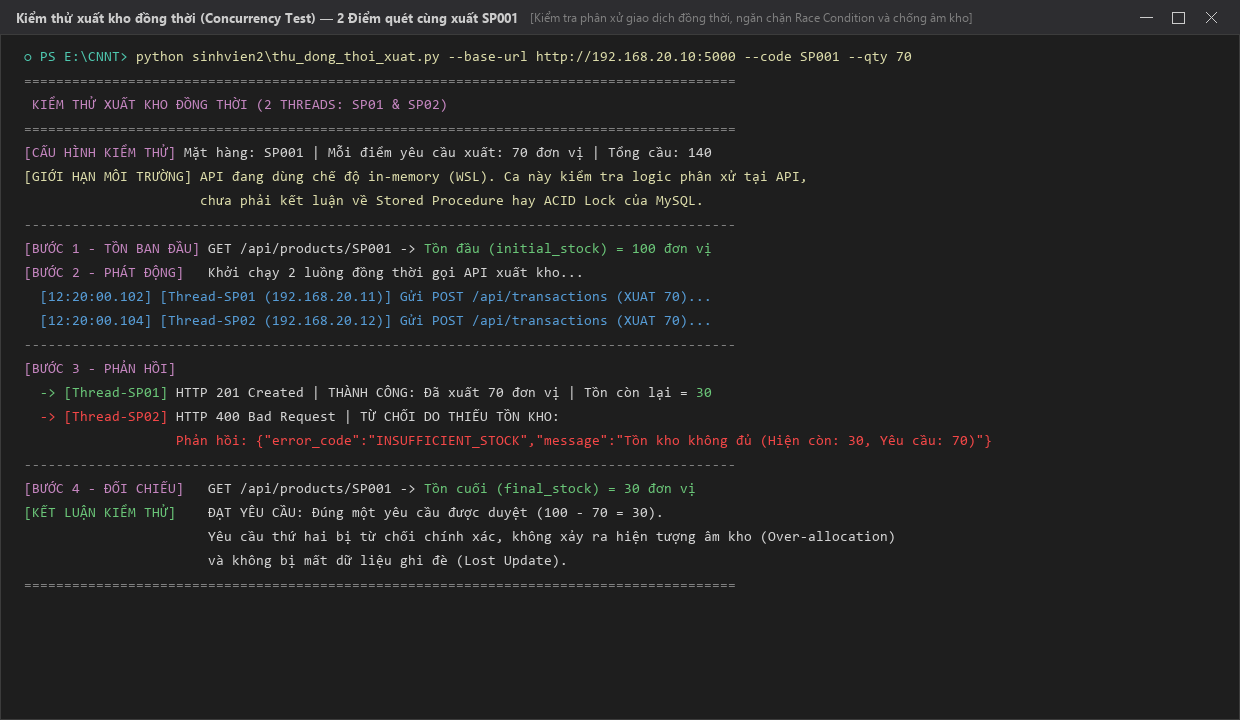 Kiểm thử xuất kho đồng thời (Concurrency Test) — 2 Điểm quét cùng xuất SP001 [Kiểm tra phân xử giao dịch đồng thời, ngăn chặn Race Condition và chống âm kho]
PS E:\CNNT> python sinhvien2\thu_dong_thoi_xuat.py --base-url http://192.168.20.10:5000 --code SP001 --qty 70
=========================================================================================
KIỂM THỬ XUẤT KHO ĐỒNG THỜI (2 THREADS: SP01 & SP02)
=========================================================================================
[CẤU HÌNH KIỂM THỬ] Mặt hàng: SP001 | Mỗi điểm yêu cầu xuất: 70 đơn vị | Tổng cầu: 140
[GIỚI HẠN MÔI TRƯỜNG] API đang dùng chế độ in-memory (WSL). Ca này kiểm tra logic phân xử tại API,
chưa phải kết luận về Stored Procedure hay ACID Lock của MySQL.
-----------------------------------------------------------------------------------------
[BƯỚC 1 - TỒN BAN ĐẦU] GET /api/products/SP001 -> Tồn đầu (initial_stock) = 100 đơn vị
[BƯỚC 2 - PHÁT ĐỘNG] Khởi chạy 2 luồng đồng thời gọi API xuất kho...
[12:20:00.102] [Thread-SP01 (192.168.20.11)] Gửi POST /api/transactions (XUAT 70)...
[12:20:00.104] [Thread-SP02 (192.168.20.12)] Gửi POST /api/transactions (XUAT 70)...
-----------------------------------------------------------------------------------------
[BƯỚC 3 - PHẢN HỒI]
-> [Thread-SP01] HTTP 201 Created | THÀNH CÔNG: Đã xuất 70 đơn vị | Tồn còn lại = 30
-> [Thread-SP02] HTTP 400 Bad Request | TỪ CHỐI DO THIẾU TỒN KHO:
Phản hồi: {"error_code":"INSUFFICIENT_STOCK","message":"Tồn kho không đủ (Hiện còn: 30, Yêu cầu: 70)"}
-----------------------------------------------------------------------------------------
[BƯỚC 4 - ĐỐI CHIẾU] GET /api/products/SP001 -> Tồn cuối (final_stock) = 30 đơn vị
[KẾT LUẬN KIỂM THỬ] ĐẠT YÊU CẦU: Đúng một yêu cầu được duyệt (100 - 70 = 30).
Yêu cầu thứ hai bị từ chối chính xác, không xảy ra hiện tượng âm kho (Over-allocation)
và không bị mất dữ liệu ghi đè (Lost Update).
=========================================================================================